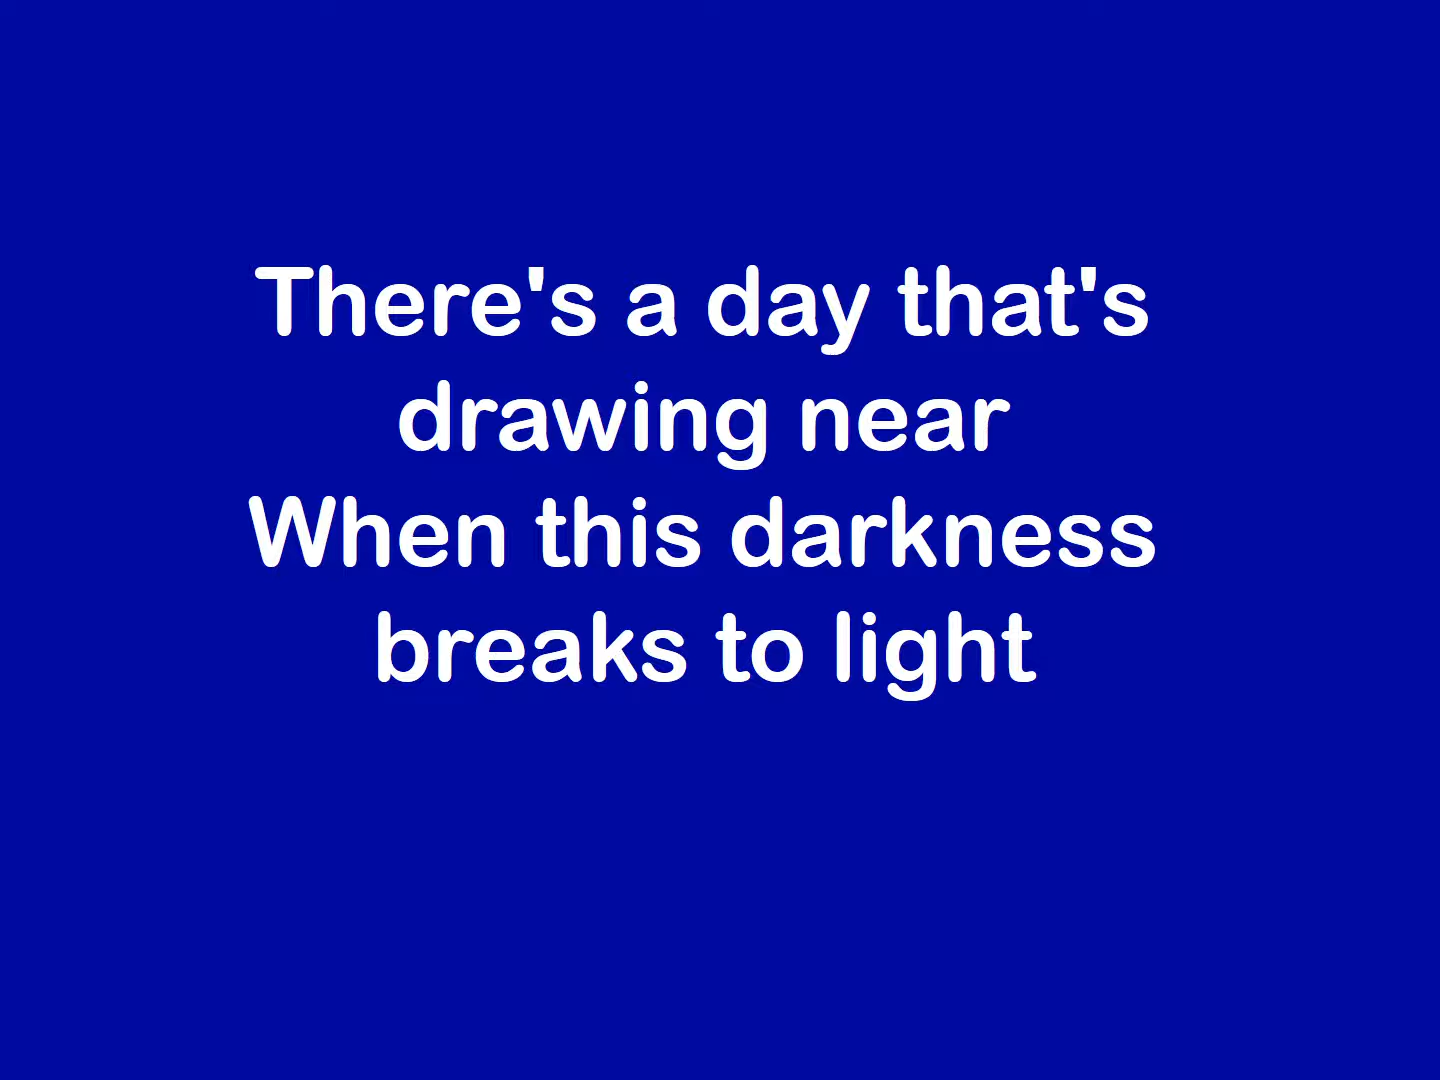 There's a day that's
drawing near
When this darkness
breaks to light